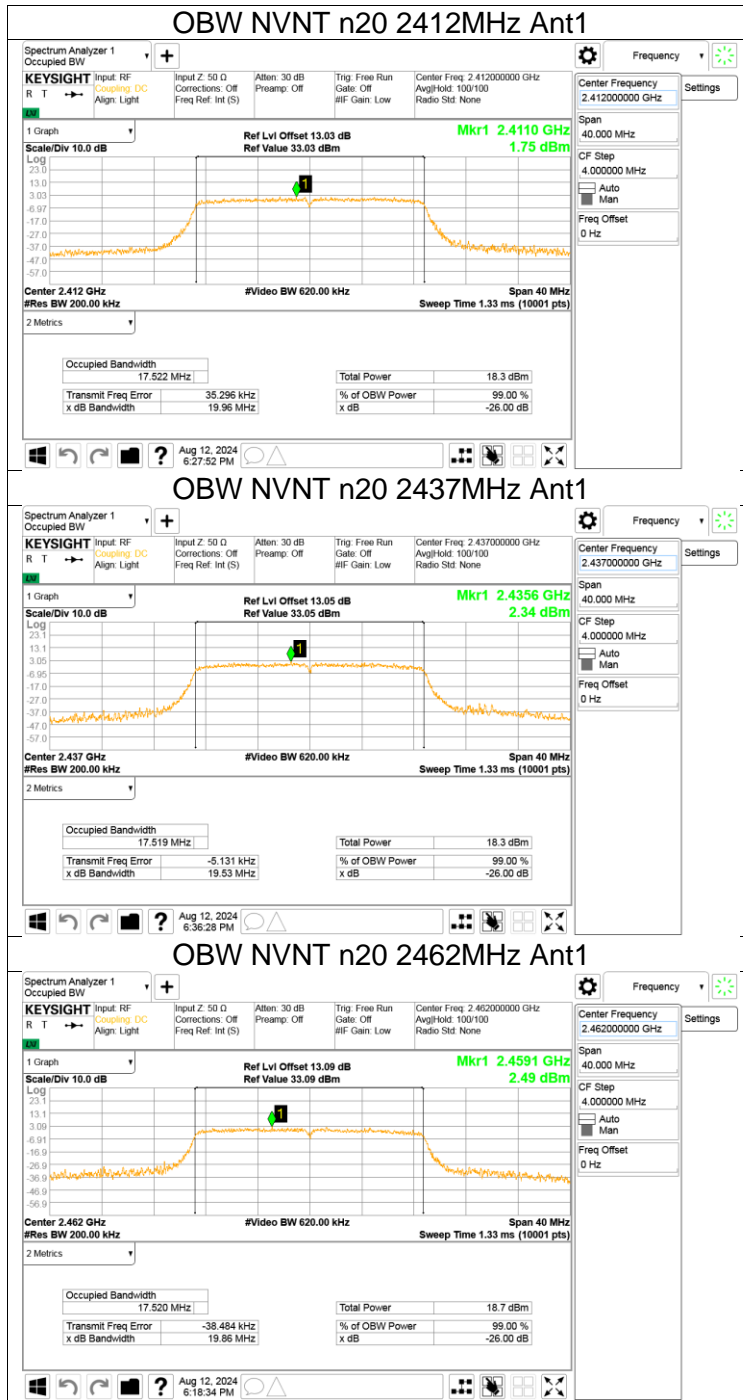 OBW NVNT n20 2412MHz Ant1
Spectrum Analyzer 1
Occupied BW
Frequency
KEYSIGHT
R T
Input: RF
Coupling: DC
Align: Light
Input Z: 50 Ω
Corrections: Off
Freq Ref: Int (S)
Atten: 30 dB
Preamp: Off
Trig: Free Run
Gate: Off
#IF Gain: Low
Center Freq: 2.412000000 GHz
Avg|Hold: 100/100
Radio Std: None
Center Frequency
2.412000000 GHz
Settings
Span
40.000 MHz
CF Step
4.000000 MHz
Auto
Man
Freq Offset
0 Hz
1 Graph
Scale/Div 10.0 dB
Ref Lvl Offset 13.03 dB
Ref Value 33.03 dBm
Mkr1 2.4110 GHz
1.75 dBm
Log
23.0
13.0
3.03
-6.97
-17.0
-27.0
-37.0
-47.0
-57.0
1
Center 2.412 GHz
#Res BW 200.00 kHz
#Video BW 620.00 kHz
Span 40 MHz
Sweep Time 1.33 ms (10001 pts)
2 Metrics
Occupied Bandwidth
17.522 MHz
Transmit Freq Error 35.296 kHz
x dB Bandwidth 19.96 MHz
Total Power 18.3 dBm
% of OBW Power 99.00 %
x dB -26.00 dB
?
Aug 12, 2024
6:27:52 PM
OBW NVNT n20 2437MHz Ant1
Spectrum Analyzer 1
Occupied BW
Frequency
KEYSIGHT
R T
Input: RF
Coupling: DC
Align: Light
Input Z: 50 Ω
Corrections: Off
Freq Ref: Int (S)
Atten: 30 dB
Preamp: Off
Trig: Free Run
Gate: Off
#IF Gain: Low
Center Freq: 2.437000000 GHz
Avg|Hold: 100/100
Radio Std: None
Center Frequency
2.437000000 GHz
Settings
Span
40.000 MHz
CF Step
4.000000 MHz
Auto
Man
Freq Offset
0 Hz
1 Graph
Scale/Div 10.0 dB
Ref Lvl Offset 13.05 dB
Ref Value 33.05 dBm
Mkr1 2.4356 GHz
2.34 dBm
Log
23.1
13.1
3.05
-6.95
-17.0
-27.0
-37.0
-47.0
-57.0
1
Center 2.437 GHz
#Res BW 200.00 kHz
#Video BW 620.00 kHz
Span 40 MHz
Sweep Time 1.33 ms (10001 pts)
2 Metrics
Occupied Bandwidth
17.519 MHz
Transmit Freq Error -5.131 kHz
x dB Bandwidth 19.53 MHz
Total Power 18.3 dBm
% of OBW Power 99.00 %
x dB -26.00 dB
?
Aug 12, 2024
6:36:28 PM
OBW NVNT n20 2462MHz Ant1
Spectrum Analyzer 1
Occupied BW
Frequency
KEYSIGHT
R T
Input: RF
Coupling: DC
Align: Light
Input Z: 50 Ω
Corrections: Off
Freq Ref: Int (S)
Atten: 30 dB
Preamp: Off
Trig: Free Run
Gate: Off
#IF Gain: Low
Center Freq: 2.462000000 GHz
Avg|Hold: 100/100
Radio Std: None
Center Frequency
2.462000000 GHz
Settings
Span
40.000 MHz
CF Step
4.000000 MHz
Auto
Man
Freq Offset
0 Hz
1 Graph
Scale/Div 10.0 dB
Ref Lvl Offset 13.09 dB
Ref Value 33.09 dBm
Mkr1 2.4591 GHz
2.49 dBm
Log
23.1
13.1
3.09
-6.91
-16.9
-26.9
-36.9
-46.9
-56.9
1
Center 2.462 GHz
#Res BW 200.00 kHz
#Video BW 620.00 kHz
Span 40 MHz
Sweep Time 1.33 ms (10001 pts)
2 Metrics
Occupied Bandwidth
17.520 MHz
Transmit Freq Error -38.484 kHz
x dB Bandwidth 19.86 MHz
Total Power 18.7 dBm
% of OBW Power 99.00 %
x dB -26.00 dB
?
Aug 12, 2024
6:18:34 PM